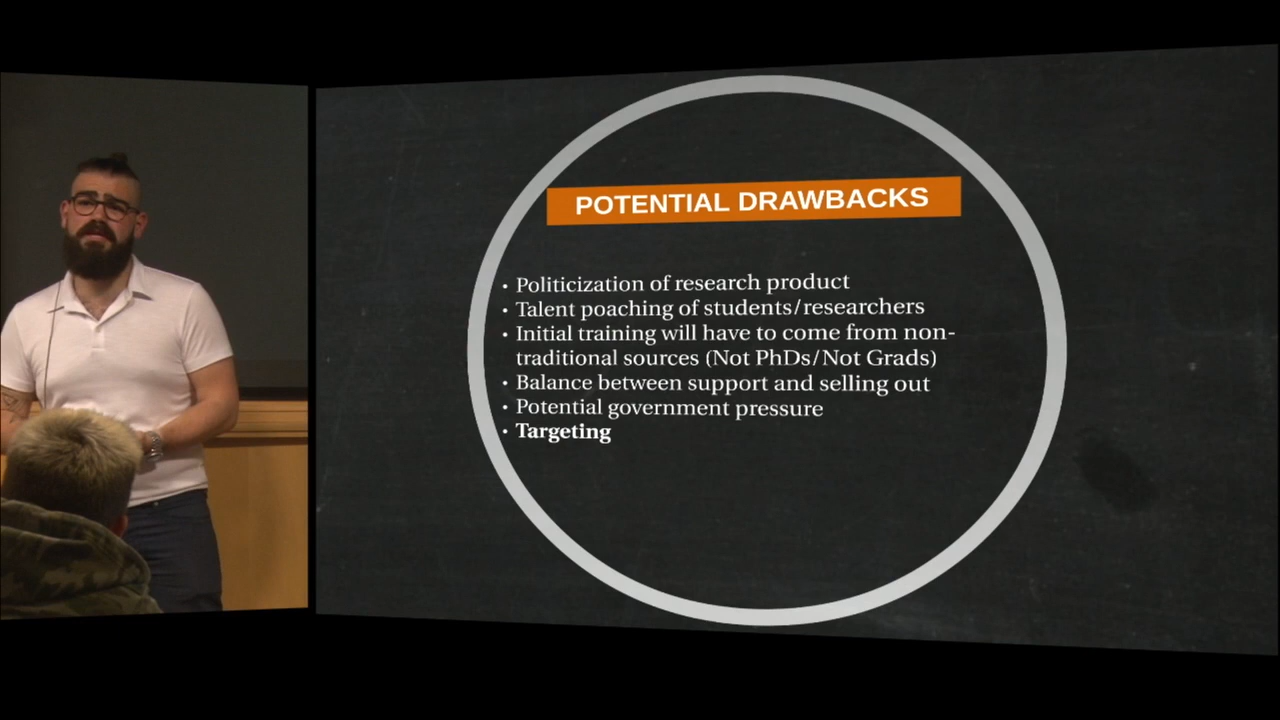 POTENTIAL DRAWBACKS
• Politicization of research product
• Talent poaching of students/researchers
• Initial training will have to come from non-
traditional sources (Not PhDs/Not Grads)
• Balance between support and selling out
• Potential government pressure
• Targeting